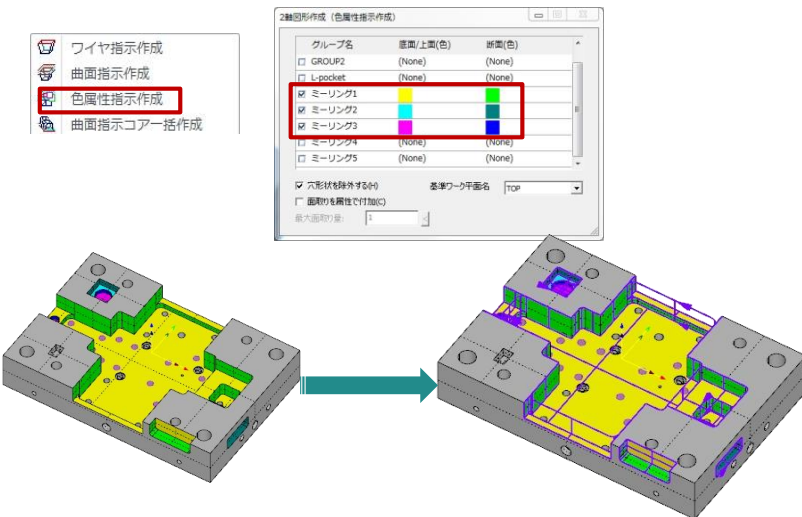 ワイヤ指示作成
曲面指示作成
色属性指示作成
曲面指示コアー括作成
2軸図形作成（色属性指示作成）
グループ名 底面/上面(色) 断面(色)
GROUP2 (None) (None)
L-pocket (None) (None)
ミーリング1
ミーリング2
ミーリング3
ミーリング4 (None) (None)
ミーリング5 (None) (None)
穴形状を除外する(H) 基準ワーク平面名 TOP
面取りを属性で付加(C)
最大面取り量: 1